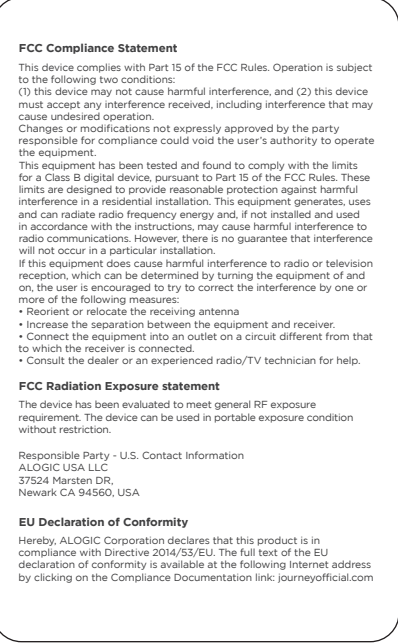 FCC Compliance Statement
This device complies with Part 15 of the FCC Rules. Operation is subject
to the following two conditions:
(1) this device may not cause harmful interference, and (2) this device
must accept any interference received, including interference that may
cause undesired operation.
Changes or modifications not expressly approved by the party
responsible for compliance could void the user's authority to operate
the equipment.
This equipment has been tested and found to comply with the limits
for a Class B digital device, pursuant to Part 15 of the FCC Rules. These
limits are designed to provide reasonable protection against harmful
interference in a residential installation. This equipment generates, uses
and can radiate radio frequency energy and, if not installed and used
in accordance with the instructions, may cause harmful interference to
radio communications. However, there is no guarantee that interference
will not occur in a particular installation.
If this equipment does cause harmful interference to radio or television
reception, which can be determined by turning the equipment of and
on, the user is encouraged to try to correct the interference by one or
more of the following measures:
• Reorient or relocate the receiving antenna
• Increase the separation between the equipment and receiver.
• Connect the equipment into an outlet on a circuit different from that
to which the receiver is connected.
• Consult the dealer or an experienced radio/TV technician for help.
FCC Radiation Exposure statement
The device has been evaluated to meet general RF exposure
requirement. The device can be used in portable exposure condition
without restriction.
Responsible Party - U.S. Contact Information
ALOGIC USA LLC
37524 Marsten DR,
Newark CA 94560, USA
EU Declaration of Conformity
Hereby, ALOGIC Corporation declares that this product is in
compliance with Directive 2014/53/EU. The full text of the EU
declaration of conformity is available at the following Internet address
by clicking on the Compliance Documentation link: journeyofficial.com